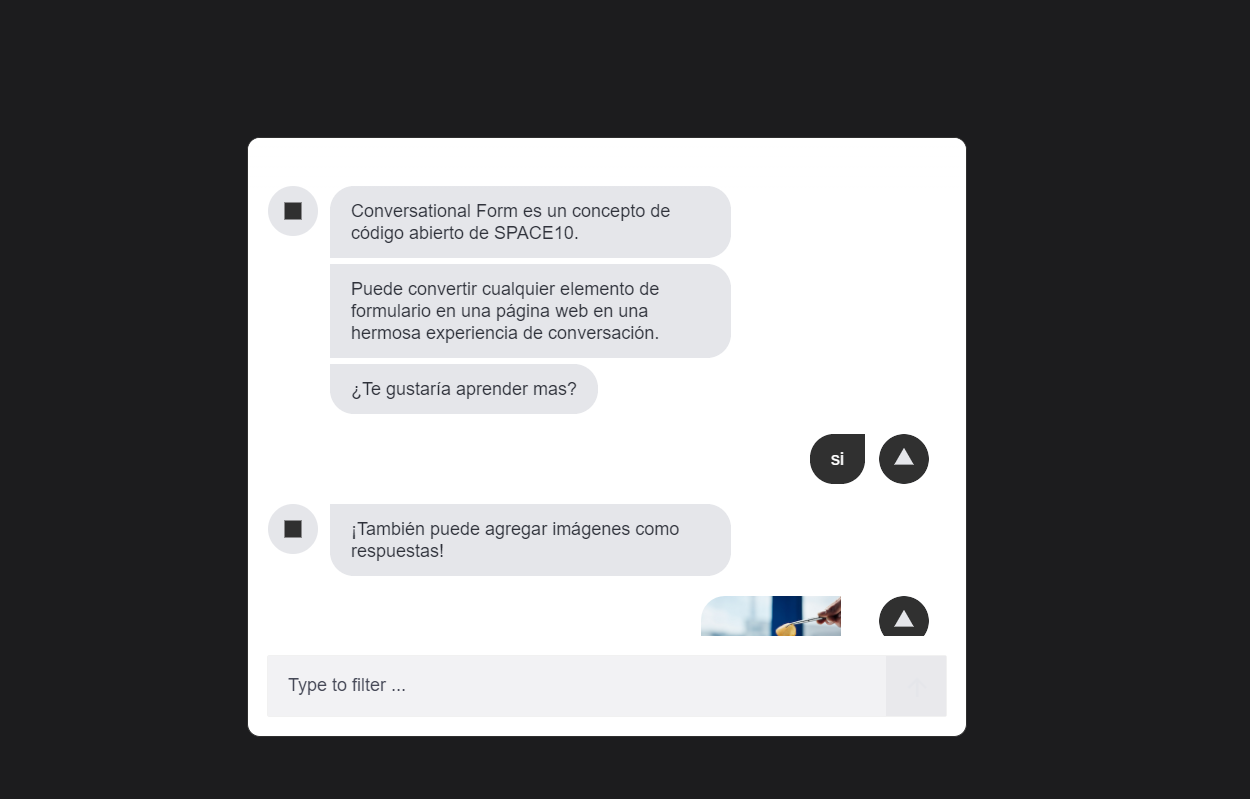 Conversational Form es un concepto de
código abierto de SPACE10.
Puede convertir cualquier elemento de
formulario en una página web en una
hermosa experiencia de conversación.
¿Te gustaría aprender mas?
si
¡También puede agregar imágenes como
respuestas!
Type to filter ...